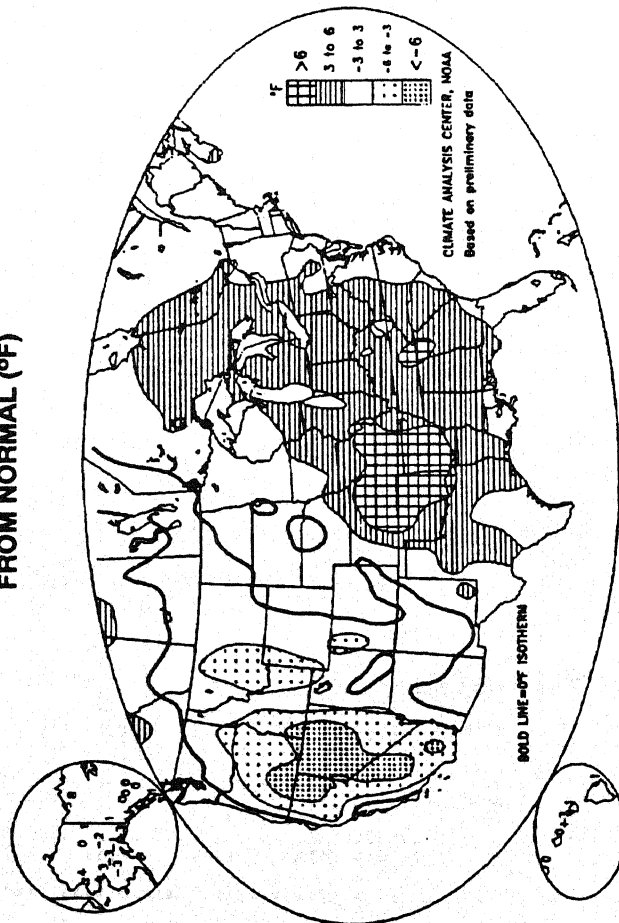 FROM NORMAL (°F)
°F
>6
3 to 6
-3 to 3
-6 to -3
<-6
CLIMATE ANALYSIS CENTER, NOAA
Based on preliminary data
BOLD LINE=0°F ISOTHERM